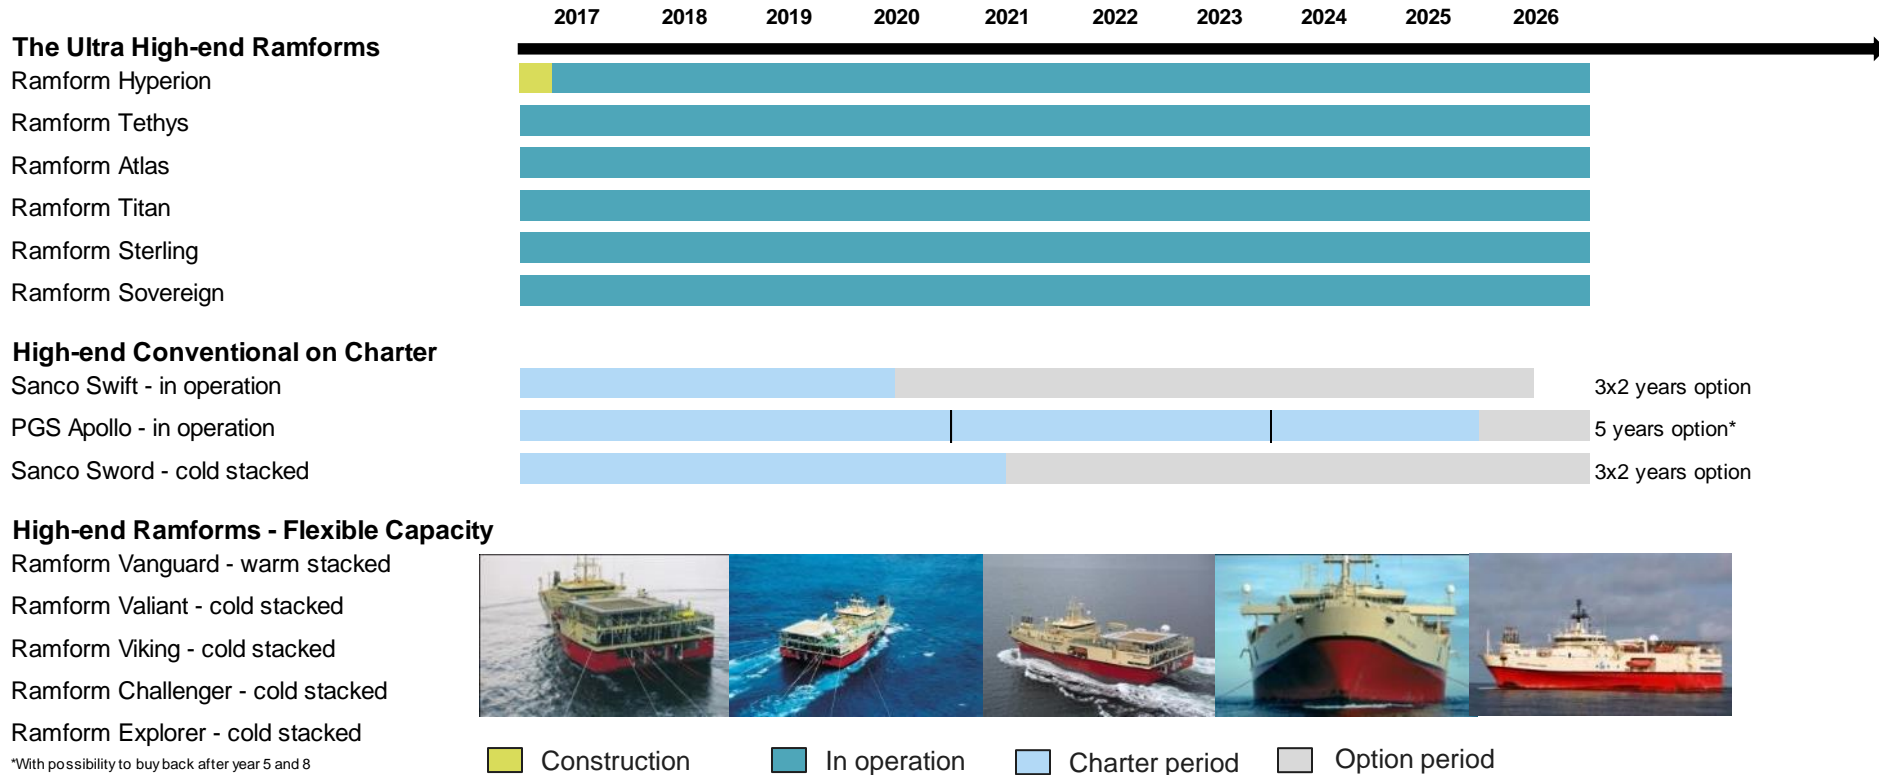 2017 2018 2019 2020 2021 2022 2023 2024 2025 2026
The Ultra High-end Ramforms
Ramform Hyperion
Ramform Tethys
Ramform Atlas
Ramform Titan
Ramform Sterling
Ramform Sovereign
High-end Conventional on Charter
Sanco Swift - in operation 3x2 years option
PGS Apollo - in operation 5 years option*
Sanco Sword - cold stacked 3x2 years option
High-end Ramforms - Flexible Capacity
Ramform Vanguard - warm stacked
Ramform Valiant - cold stacked
Ramform Viking - cold stacked
Ramform Challenger - cold stacked
Ramform Explorer - cold stacked
*With possibility to buy back after year 5 and 8
Construction In operation Charter period Option period